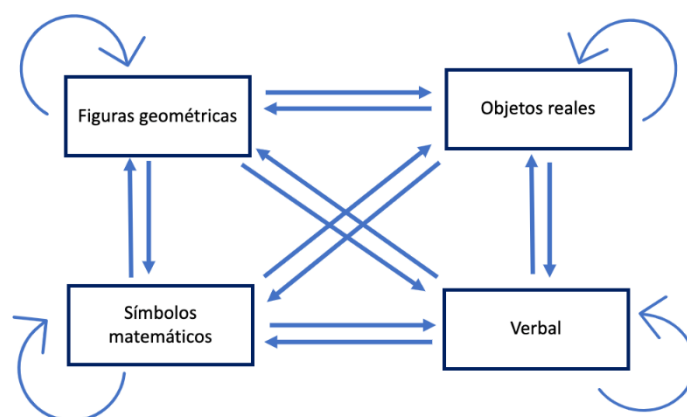 Figuras geométricas
Objetos reales
Símbolos
matemáticos
Verbal